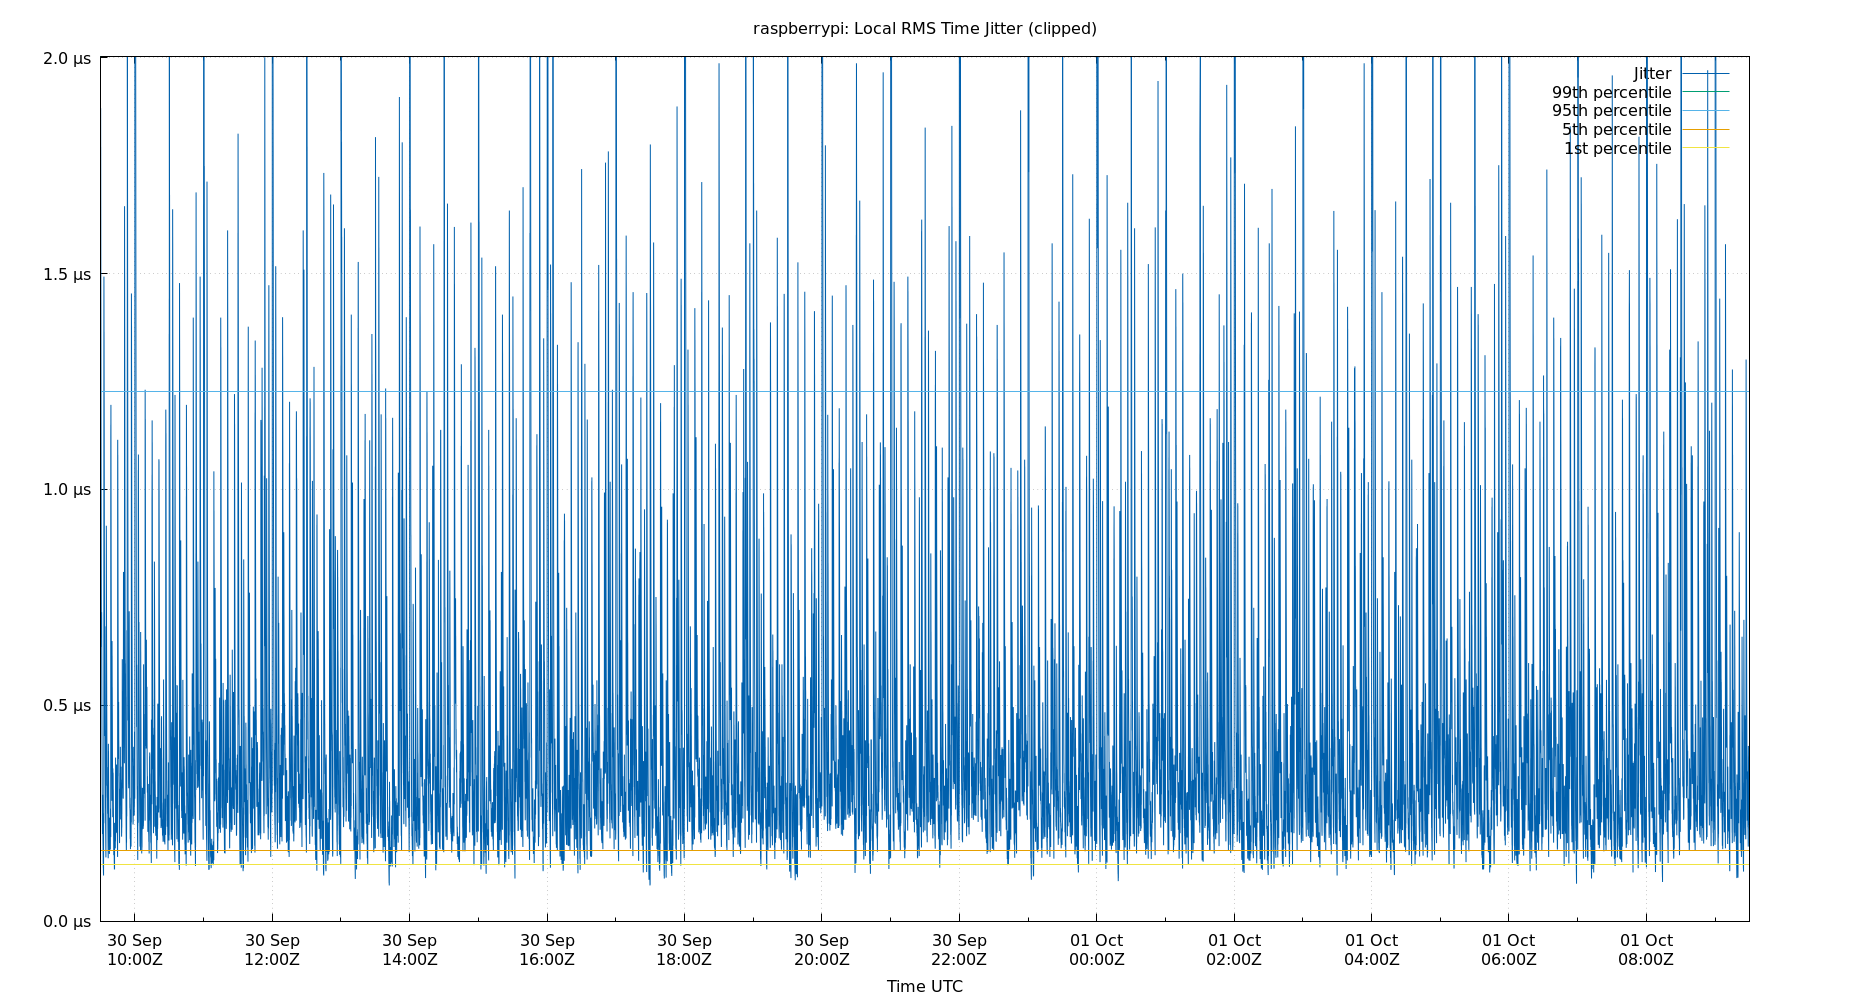 raspberrypi: Local RMS Time Jitter (clipped)
2.0 µs
1.5 µs
1.0 µs
0.5 µs
0.0 µs
Jitter
99th percentile
95th percentile
5th percentile
1st percentile
30 Sep 30 Sep 30 Sep 30 Sep 30 Sep 30 Sep 30 Sep 01 Oct 01 Oct 01 Oct 01 Oct 01 Oct
10:00Z 12:00Z 14:00Z 16:00Z 18:00Z 20:00Z 22:00Z 00:00Z 02:00Z 04:00Z 06:00Z 08:00Z
Time UTC